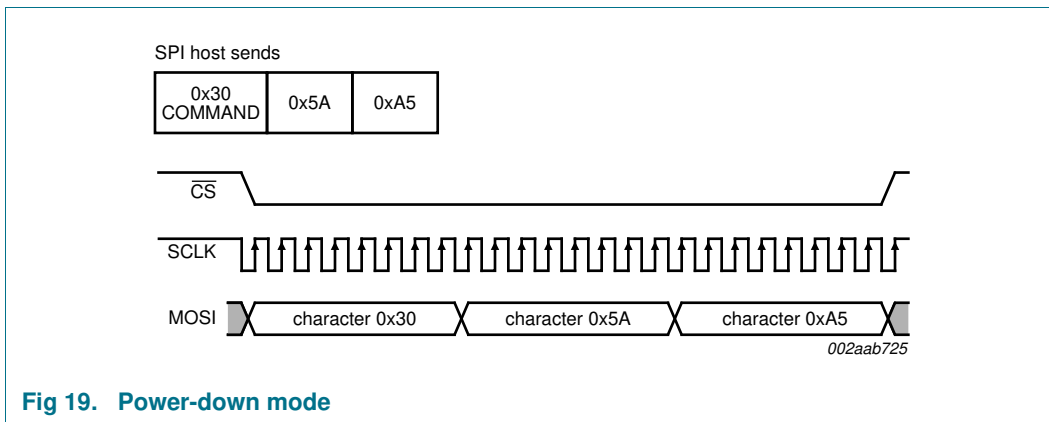 SPI host sends
0x30
COMMAND
0x5A
0xA5
CS
SCLK
MOSI
character 0x30
character 0x5A
character 0xA5
002aab725
Fig 19. Power-down mode